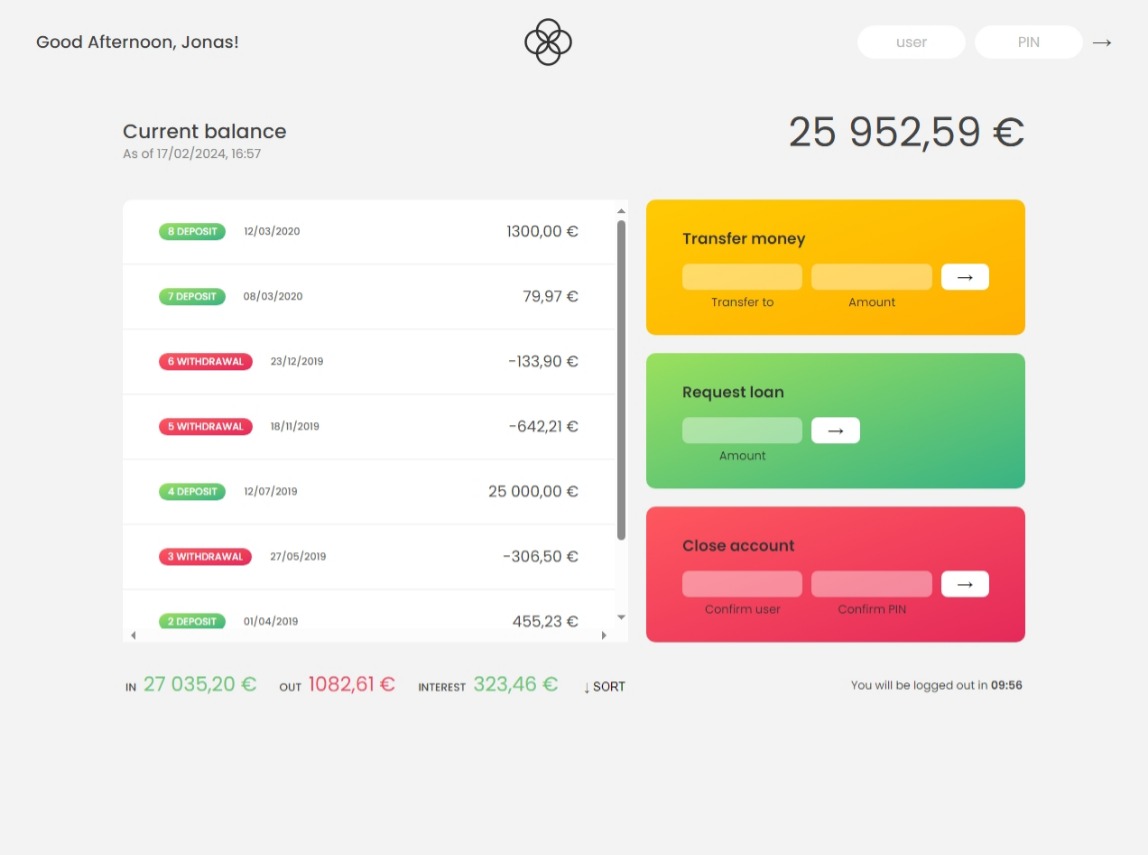 Good Afternoon, Jonas!
user PIN →
Current balance
As of 17/02/2024, 16:57
25 952,59 €
8 DEPOSIT 12/03/2020 1300,00 €
7 DEPOSIT 08/03/2020 79,97 €
6 WITHDRAWAL 23/12/2019 -133,90 €
5 WITHDRAWAL 18/11/2019 -642,21 €
4 DEPOSIT 12/07/2019 25 000,00 €
3 WITHDRAWAL 27/05/2019 -306,50 €
2 DEPOSIT 01/04/2019 455,23 €
Transfer money
→
Transfer to Amount
Request loan
→
Amount
Close account
→
Confirm user Confirm PIN
IN 27 035,20 € OUT 1082,61 € INTEREST 323,46 € ↓ SORT
You will be logged out in 09:56